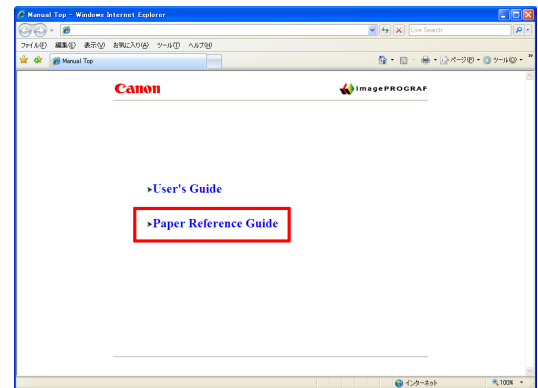 Manual Top - Windows Internet Explorer
Live Search
ファイル(F) 編集(E) 表示(V) お気に入り(A) ツール(T) ヘルプ(H)
Manual Top
ページ(P) ツール(O)
Canon
imagePROGRAF
User's Guide
Paper Reference Guide
インターネット
100%